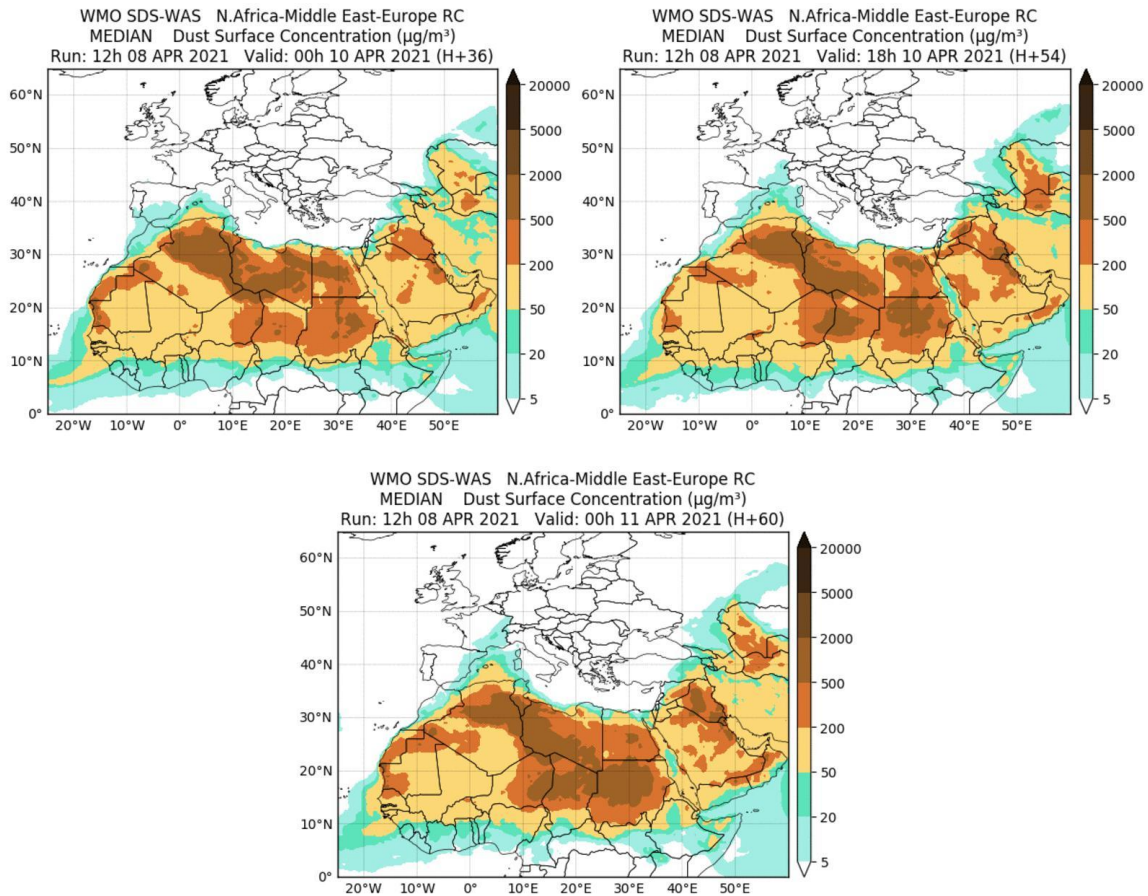 WMO SDS-WAS N.Africa-Middle East-Europe RC
MEDIAN Dust Surface Concentration (µg/m³)
Run: 12h 08 APR 2021 Valid: 00h 10 APR 2021 (H+36)
60°N
50°N
40°N
30°N
20°N
10°N
0°
20°W 10°W 0° 10°E 20°E 30°E 40°E 50°E
20000
5000
2000
500
200
50
20
5
WMO SDS-WAS N.Africa-Middle East-Europe RC
MEDIAN Dust Surface Concentration (µg/m³)
Run: 12h 08 APR 2021 Valid: 18h 10 APR 2021 (H+54)
60°N
50°N
40°N
30°N
20°N
10°N
0°
20°W 10°W 0° 10°E 20°E 30°E 40°E 50°E
20000
5000
2000
500
200
50
20
5
WMO SDS-WAS N.Africa-Middle East-Europe RC
MEDIAN Dust Surface Concentration (µg/m³)
Run: 12h 08 APR 2021 Valid: 00h 11 APR 2021 (H+60)
60°N
50°N
40°N
30°N
20°N
10°N
0°
20°W 10°W 0° 10°E 20°E 30°E 40°E 50°E
20000
5000
2000
500
200
50
20
5